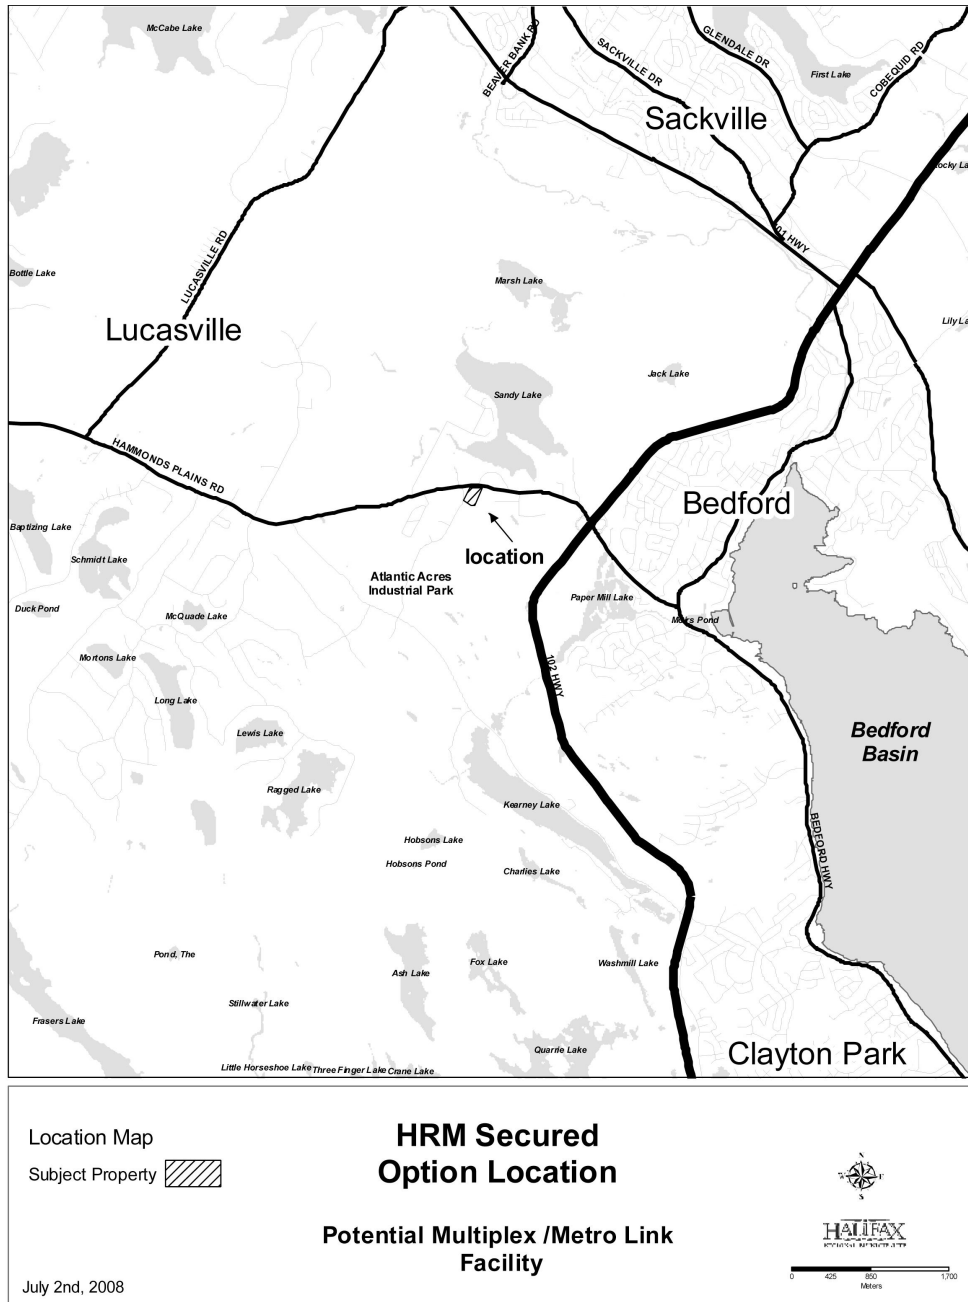 McCabe Lake
BEAVER BANK RD
SACKVILLE DR
GLENDALE DR
COBEQUID RD
First Lake
Sackville
LUCASVILLE RD
01 HWY
Bottle Lake
Marsh Lake
Lucasville
Jack Lake
Sandy Lake
HAMMONDS PLAINS RD
Bedford
Baptizing Lake
location
Schmidt Lake
Atlantic Acres
Industrial Park
Duck Pond
McQuade Lake
Paper Mill Lake
Moirs Pond
Mortons Lake
102 HWY
Long Lake
Lewis Lake
Bedford
Basin
Ragged Lake
Kearney Lake
Hobsons Lake
BEDFORD HWY
Hobsons Pond
Charlies Lake
Pond, The
Ash Lake
Fox Lake
Washmill Lake
Stillwater Lake
Frasers Lake
Quarrie Lake
Clayton Park
Little Horseshoe Lake
Three Finger Lake
Crane Lake
Location Map
Subject Property
HRM Secured
Option Location
Potential Multiplex /Metro Link
Facility
N
W
E
S
HALIFAX
0 425 850 1,700
Meters
July 2nd, 2008